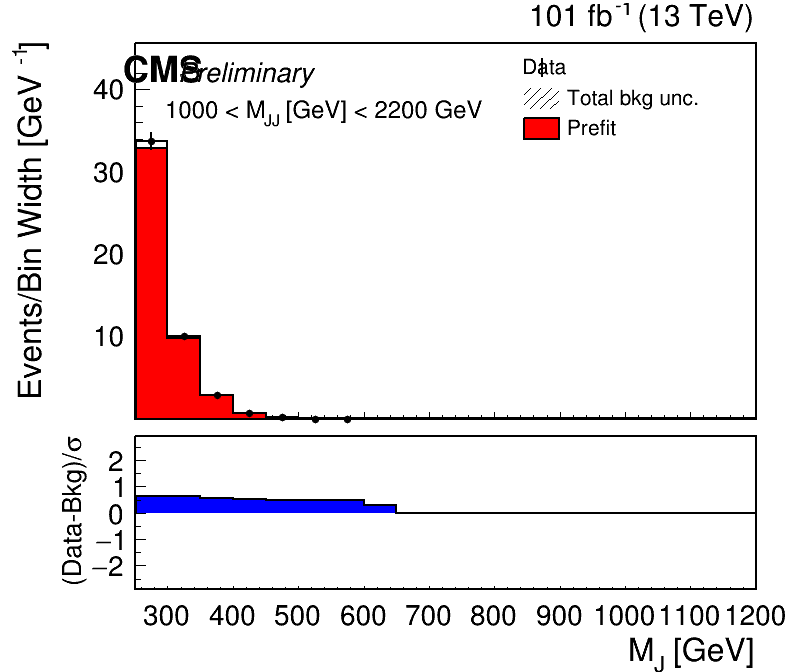 101 fb-1 (13 TeV)
CMS Preliminary
1000 < MJJ [GeV] < 2200 GeV
Data
Total bkg unc.
Prefit
Events/Bin Width [GeV-1]
40
30
20
10
(Data-Bkg)/σ
2
1
0
−1
−2
300 400 500 600 700 800 900 1000 1100 1200
MJ [GeV]